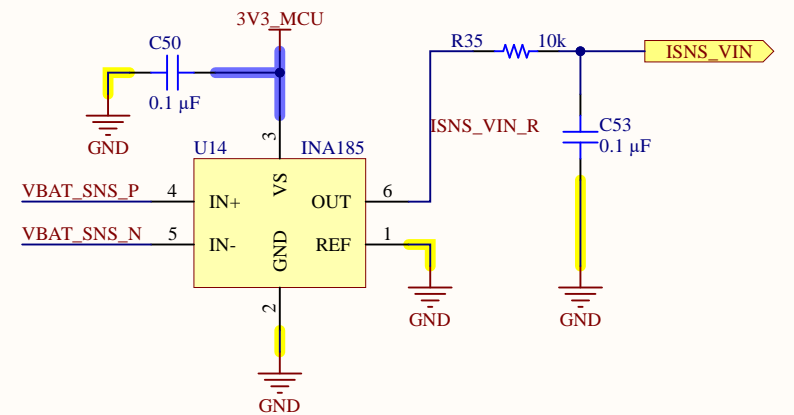 3V3_MCU
C50
0.1 µF
GND
R35
10k
ISNS_VIN
ISNS_VIN_R
C53
0.1 µF
U14
INA185
3
VS
VBAT_SNS_P
4
IN+
OUT
6
VBAT_SNS_N
5
IN-
GND
REF
1
2
GND
GND
GND